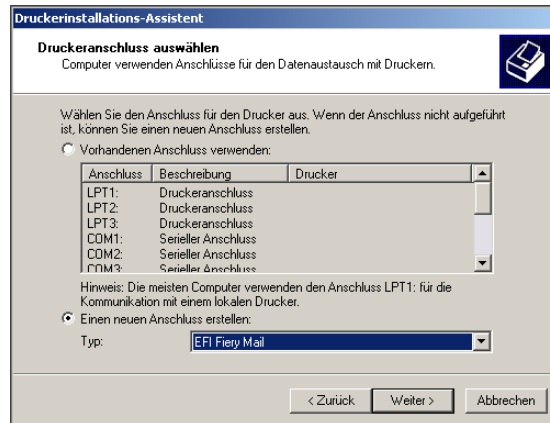 Druckerinstallations-Assistent
Druckeranschluss auswählen
Computer verwenden Anschlüsse für den Datenaustausch mit Druckern.
Wählen Sie den Anschluss für den Drucker aus. Wenn der Anschluss nicht aufgeführt
ist, können Sie einen neuen Anschluss erstellen.
Vorhandenen Anschluss verwenden:
Anschluss Beschreibung Drucker
LPT1: Druckeranschluss
LPT2: Druckeranschluss
LPT3: Druckeranschluss
COM1: Serieller Anschluss
COM2: Serieller Anschluss
COM3: Serieller Anschluss
Hinweis: Die meisten Computer verwenden den Anschluss LPT1: für die
Kommunikation mit einem lokalen Drucker.
Einen neuen Anschluss erstellen:
Typ: EFI Fiery Mail
< Zurück Weiter > Abbrechen